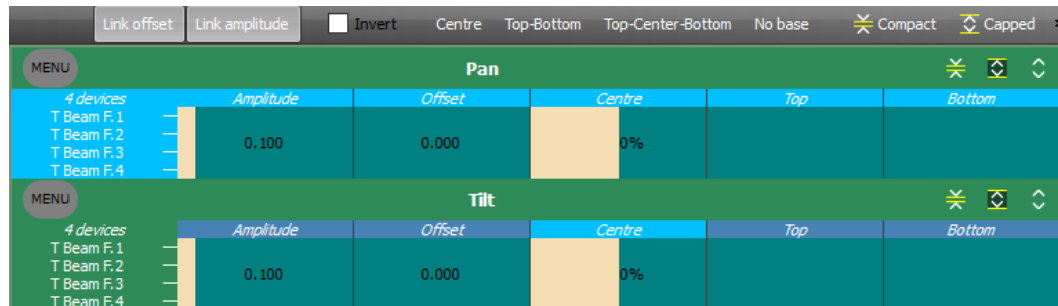 Link offset Link amplitude Invert Centre Top-Bottom Top-Center-Bottom No base Compact Capped
MENU Pan
4 devices Amplitude Offset Centre Top Bottom
T Beam F.1
T Beam F.2
T Beam F.3
T Beam F.4
0.100 0.000 0%
MENU Tilt
4 devices Amplitude Offset Centre Top Bottom
T Beam F.1
T Beam F.2
T Beam F.3
T Beam F.4
0.100 0.000 0%